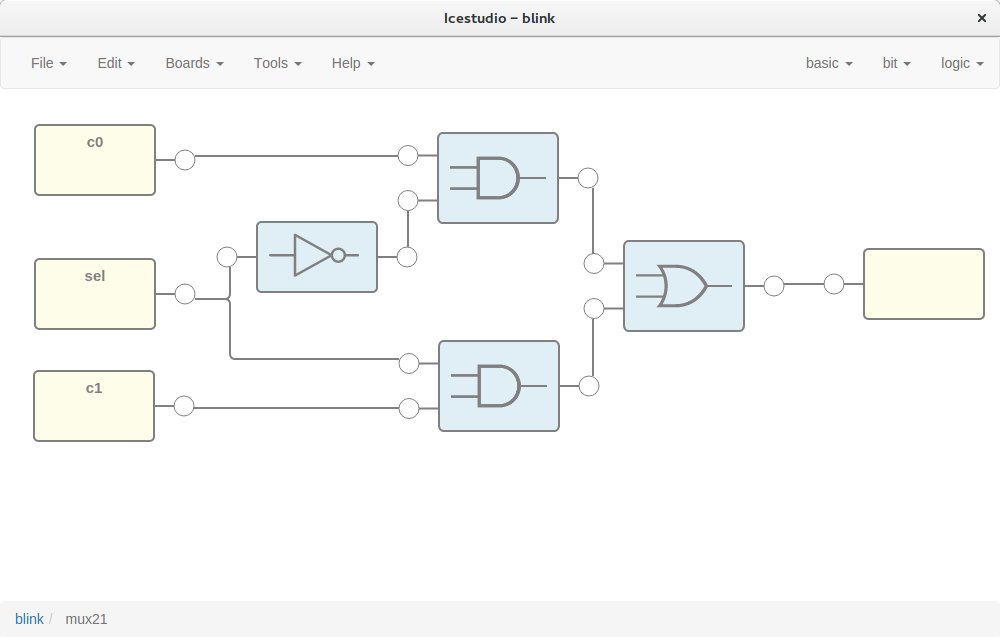 Icestudio – blink ×
File Edit Boards Tools Help basic bit logic
c0
sel
c1
blink / mux21